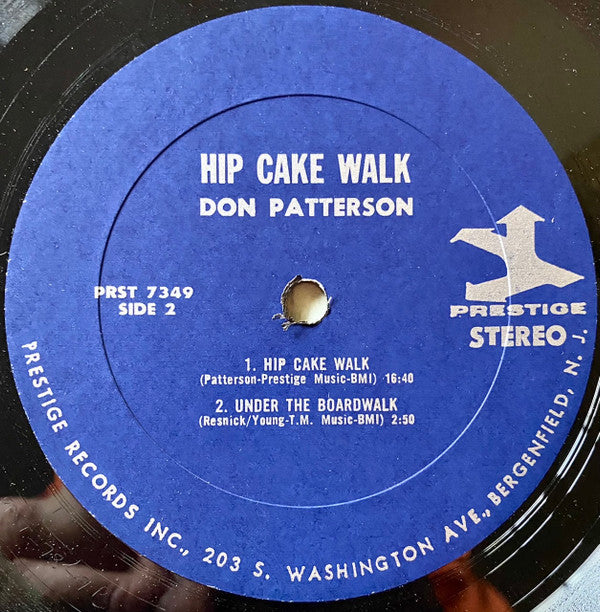 HIP CAKE WALK
DON PATTERSON
PRST 7349
SIDE 2
PRESTIGE
STEREO
1. HIP CAKE WALK
(Patterson-Prestige Music-BMI) 16:40
2. UNDER THE BOARDWALK
(Resnick/Young-T.M. Music-BMI) 2:50
PRESTIGE RECORDS INC., 203 S. WASHINGTON AVE., BERGENFIELD, N. J.